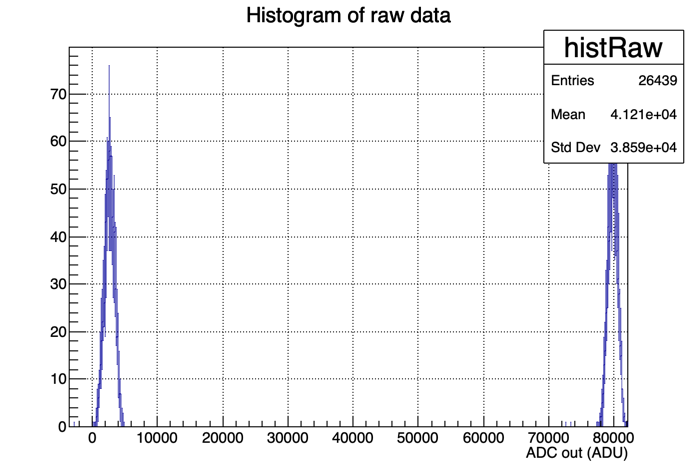 Histogram of raw data
histRaw
Entries 26439
Mean 4.121e+04
Std Dev 3.859e+04
70
60
50
40
30
20
10
0
0 10000 20000 30000 40000 50000 60000 70000 80000
ADC out (ADU)